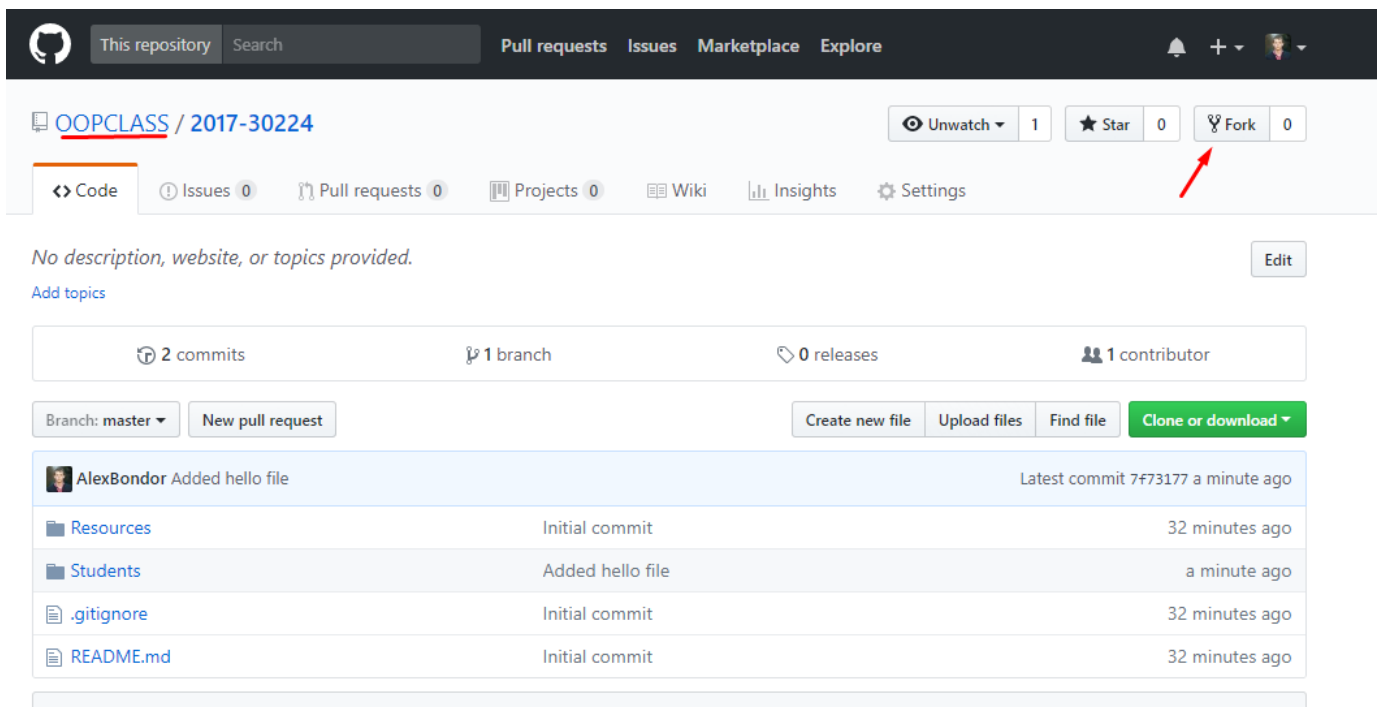 This repository Search Pull requests Issues Marketplace Explore
OOPCLASS / 2017-30224 Unwatch 1 Star 0 Fork 0
Code Issues 0 Pull requests 0 Projects 0 Wiki Insights Settings
No description, website, or topics provided. Edit
Add topics
2 commits 1 branch 0 releases 1 contributor
Branch: master New pull request Create new file Upload files Find file Clone or download
AlexBondor Added hello file Latest commit 7f73177 a minute ago
Resources Initial commit 32 minutes ago
Students Added hello file a minute ago
.gitignore Initial commit 32 minutes ago
README.md Initial commit 32 minutes ago